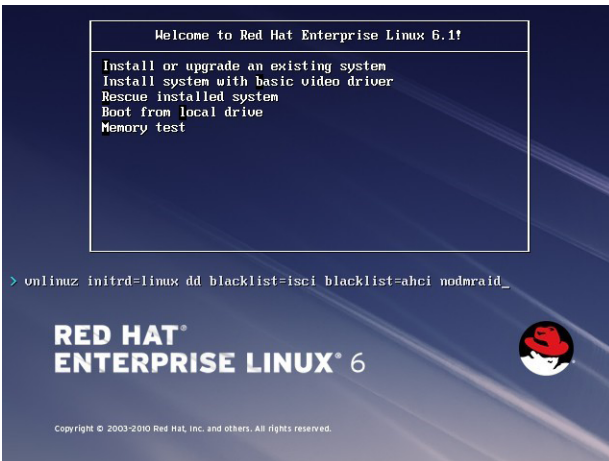 Welcome to Red Hat Enterprise Linux 6.1!
Install or upgrade an existing system
Install system with basic video driver
Rescue installed system
Boot from local drive
Memory test
> vnlinuz initrd=linux dd blacklist=isci blacklist=ahci nodmraid_
RED HAT®
ENTERPRISE LINUX® 6
Copyright © 2003-2010 Red Hat, Inc. and others. All rights reserved.